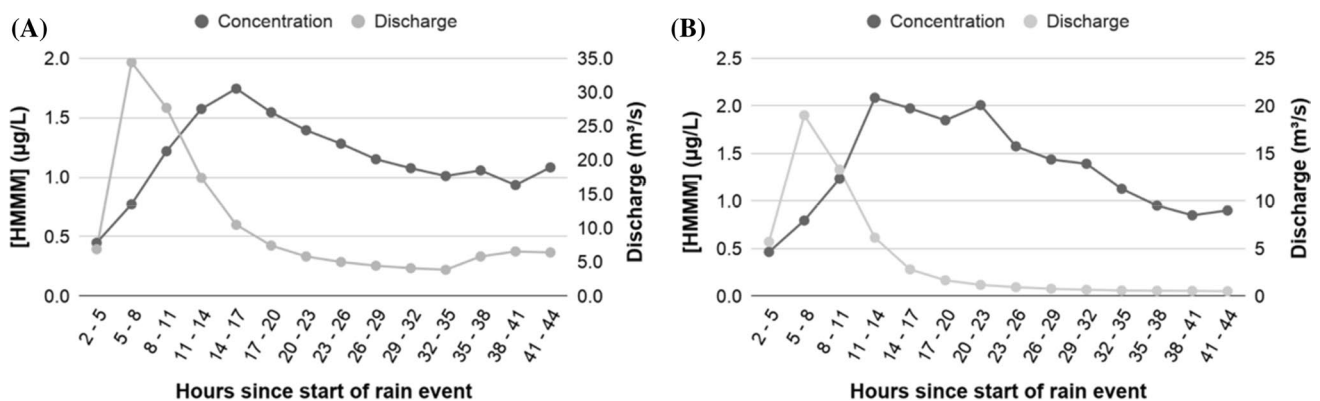 (A)
Concentration Discharge
[HMMM] (µg/L)
2.0
1.5
1.0
0.5
0.0
35.0
30.0
25.0
20.0
15.0
10.0
5.0
0.0
Discharge (m³/s)
2 - 5
5 - 8
8 - 11
11 - 14
14 - 17
17 - 20
20 - 23
23 - 26
26 - 29
29 - 32
32 - 35
35 - 38
38 - 41
41 - 44
Hours since start of rain event
(B)
Concentration Discharge
[HMMM] (µg/L)
2.5
2.0
1.5
1.0
0.5
0.0
25
20
15
10
5
0
Discharge (m³/s)
2 - 5
5 - 8
8 - 11
11 - 14
14 - 17
17 - 20
20 - 23
23 - 26
26 - 29
29 - 32
32 - 35
35 - 38
38 - 41
41 - 44
Hours since start of rain event